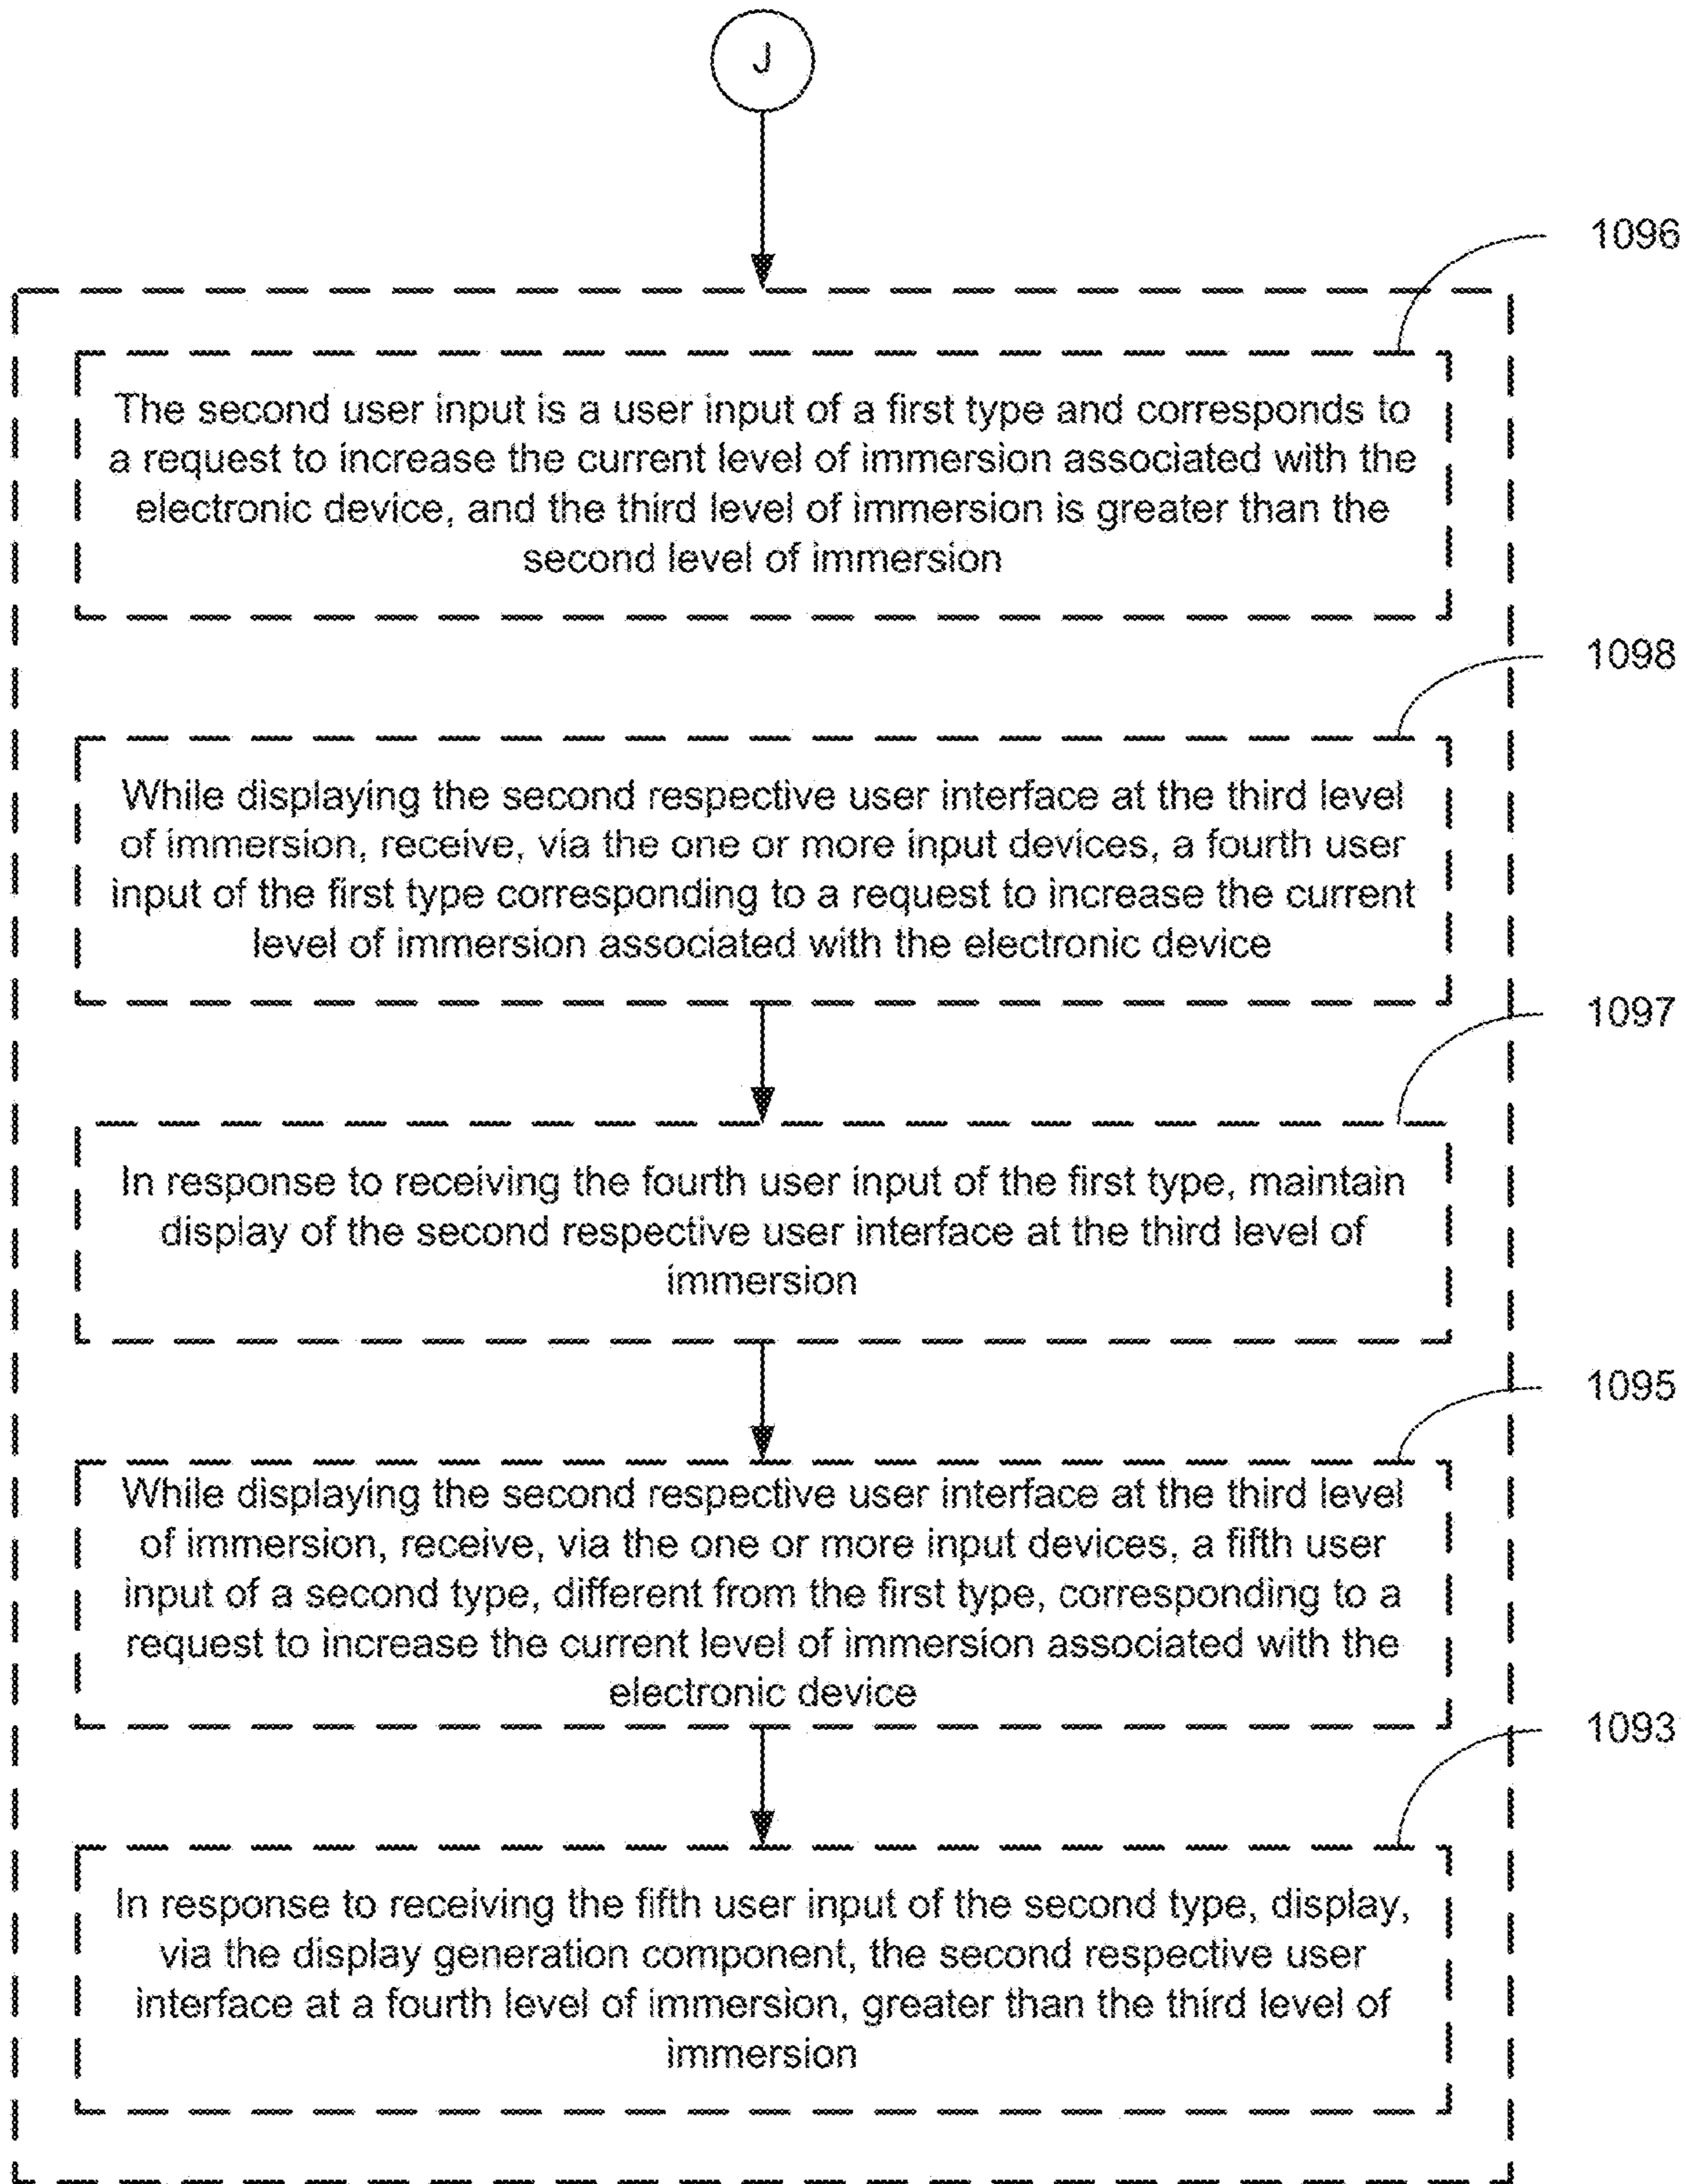 J
1096
The second user input is a user input of a first type and corresponds to
a request to increase the current level of immersion associated with the
electronic device, and the third level of immersion is greater than the
second level of immersion
1098
While displaying the second respective user interface at the third level
of immersion, receive, via the one or more input devices, a fourth user
input of the first type corresponding to a request to increase the current
level of immersion associated with the electronic device
1097
In response to receiving the fourth user input of the first type, maintain
display of the second respective user interface at the third level of
immersion
1095
While displaying the second respective user interface at the third level
of immersion, receive, via the one or more input devices, a fifth user
input of a second type, different from the first type, corresponding to a
request to increase the current level of immersion associated with the
electronic device
1093
In response to receiving the fifth user input of the second type, display,
via the display generation component, the second respective user
interface at a fourth level of immersion, greater than the third level of
immersion